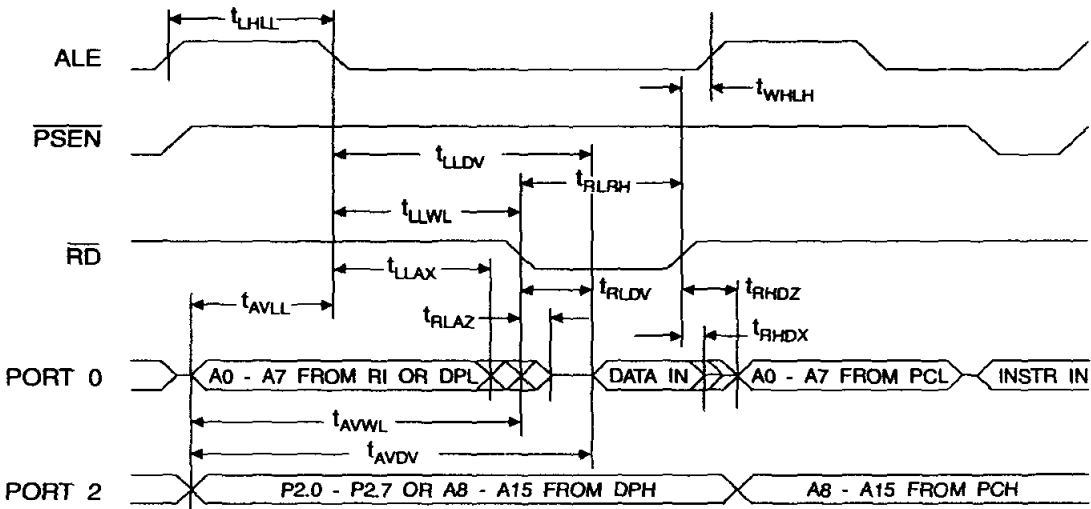 tLHLL
ALE
tWHLH
PSEN
tLLDV
tRLRH
tLLWL
RD
tLLAX
tRLDV
tRHDZ
tAVLL
tRLAZ
tRHDX
PORT 0
A0 - A7 FROM RI OR DPL
DATA IN
A0 - A7 FROM PCL
INSTR IN
tAVWL
tAVDV
PORT 2
P2.0 - P2.7 OR A8 - A15 FROM DPH
A8 - A15 FROM PCH